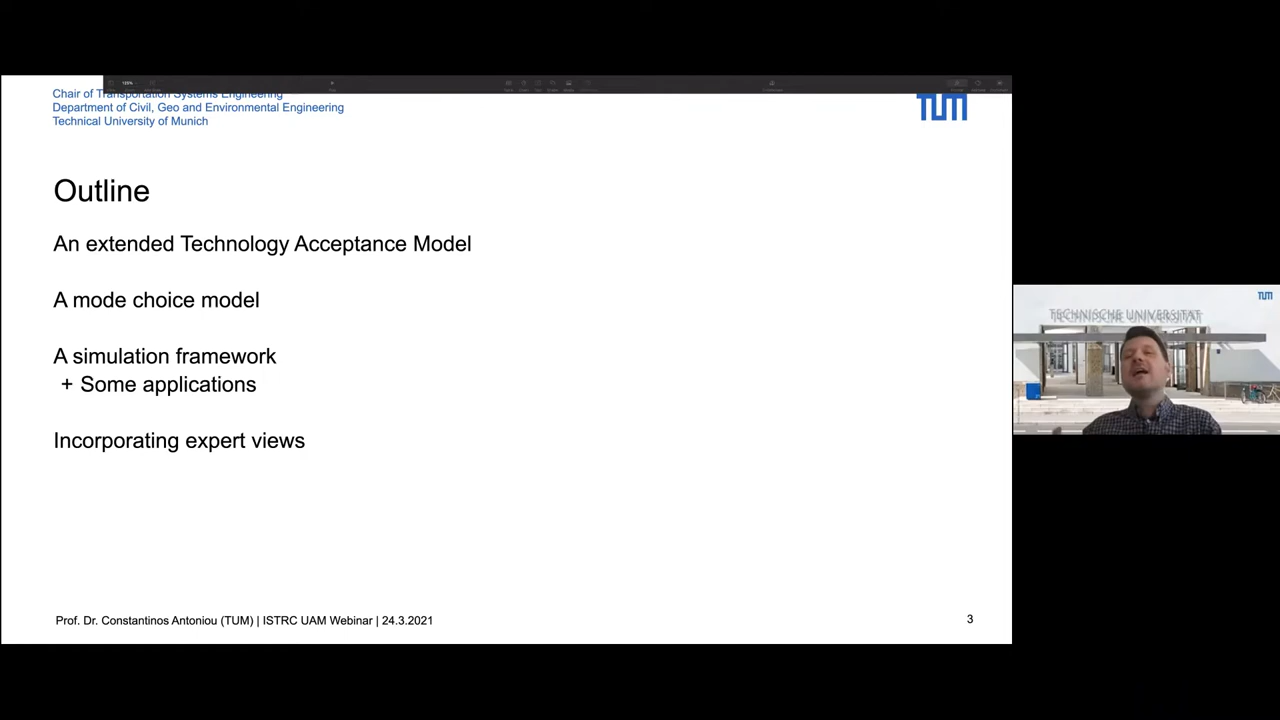 Chair of Transportation Systems Engineering
Department of Civil, Geo and Environmental Engineering
Technical University of Munich
TUM
Outline
An extended Technology Acceptance Model
A mode choice model
A simulation framework
+ Some applications
Incorporating expert views
Prof. Dr. Constantinos Antoniou (TUM) | ISTRC UAM Webinar | 24.3.2021
3
TUM
TECHNISCHE UNIVERSITÄT